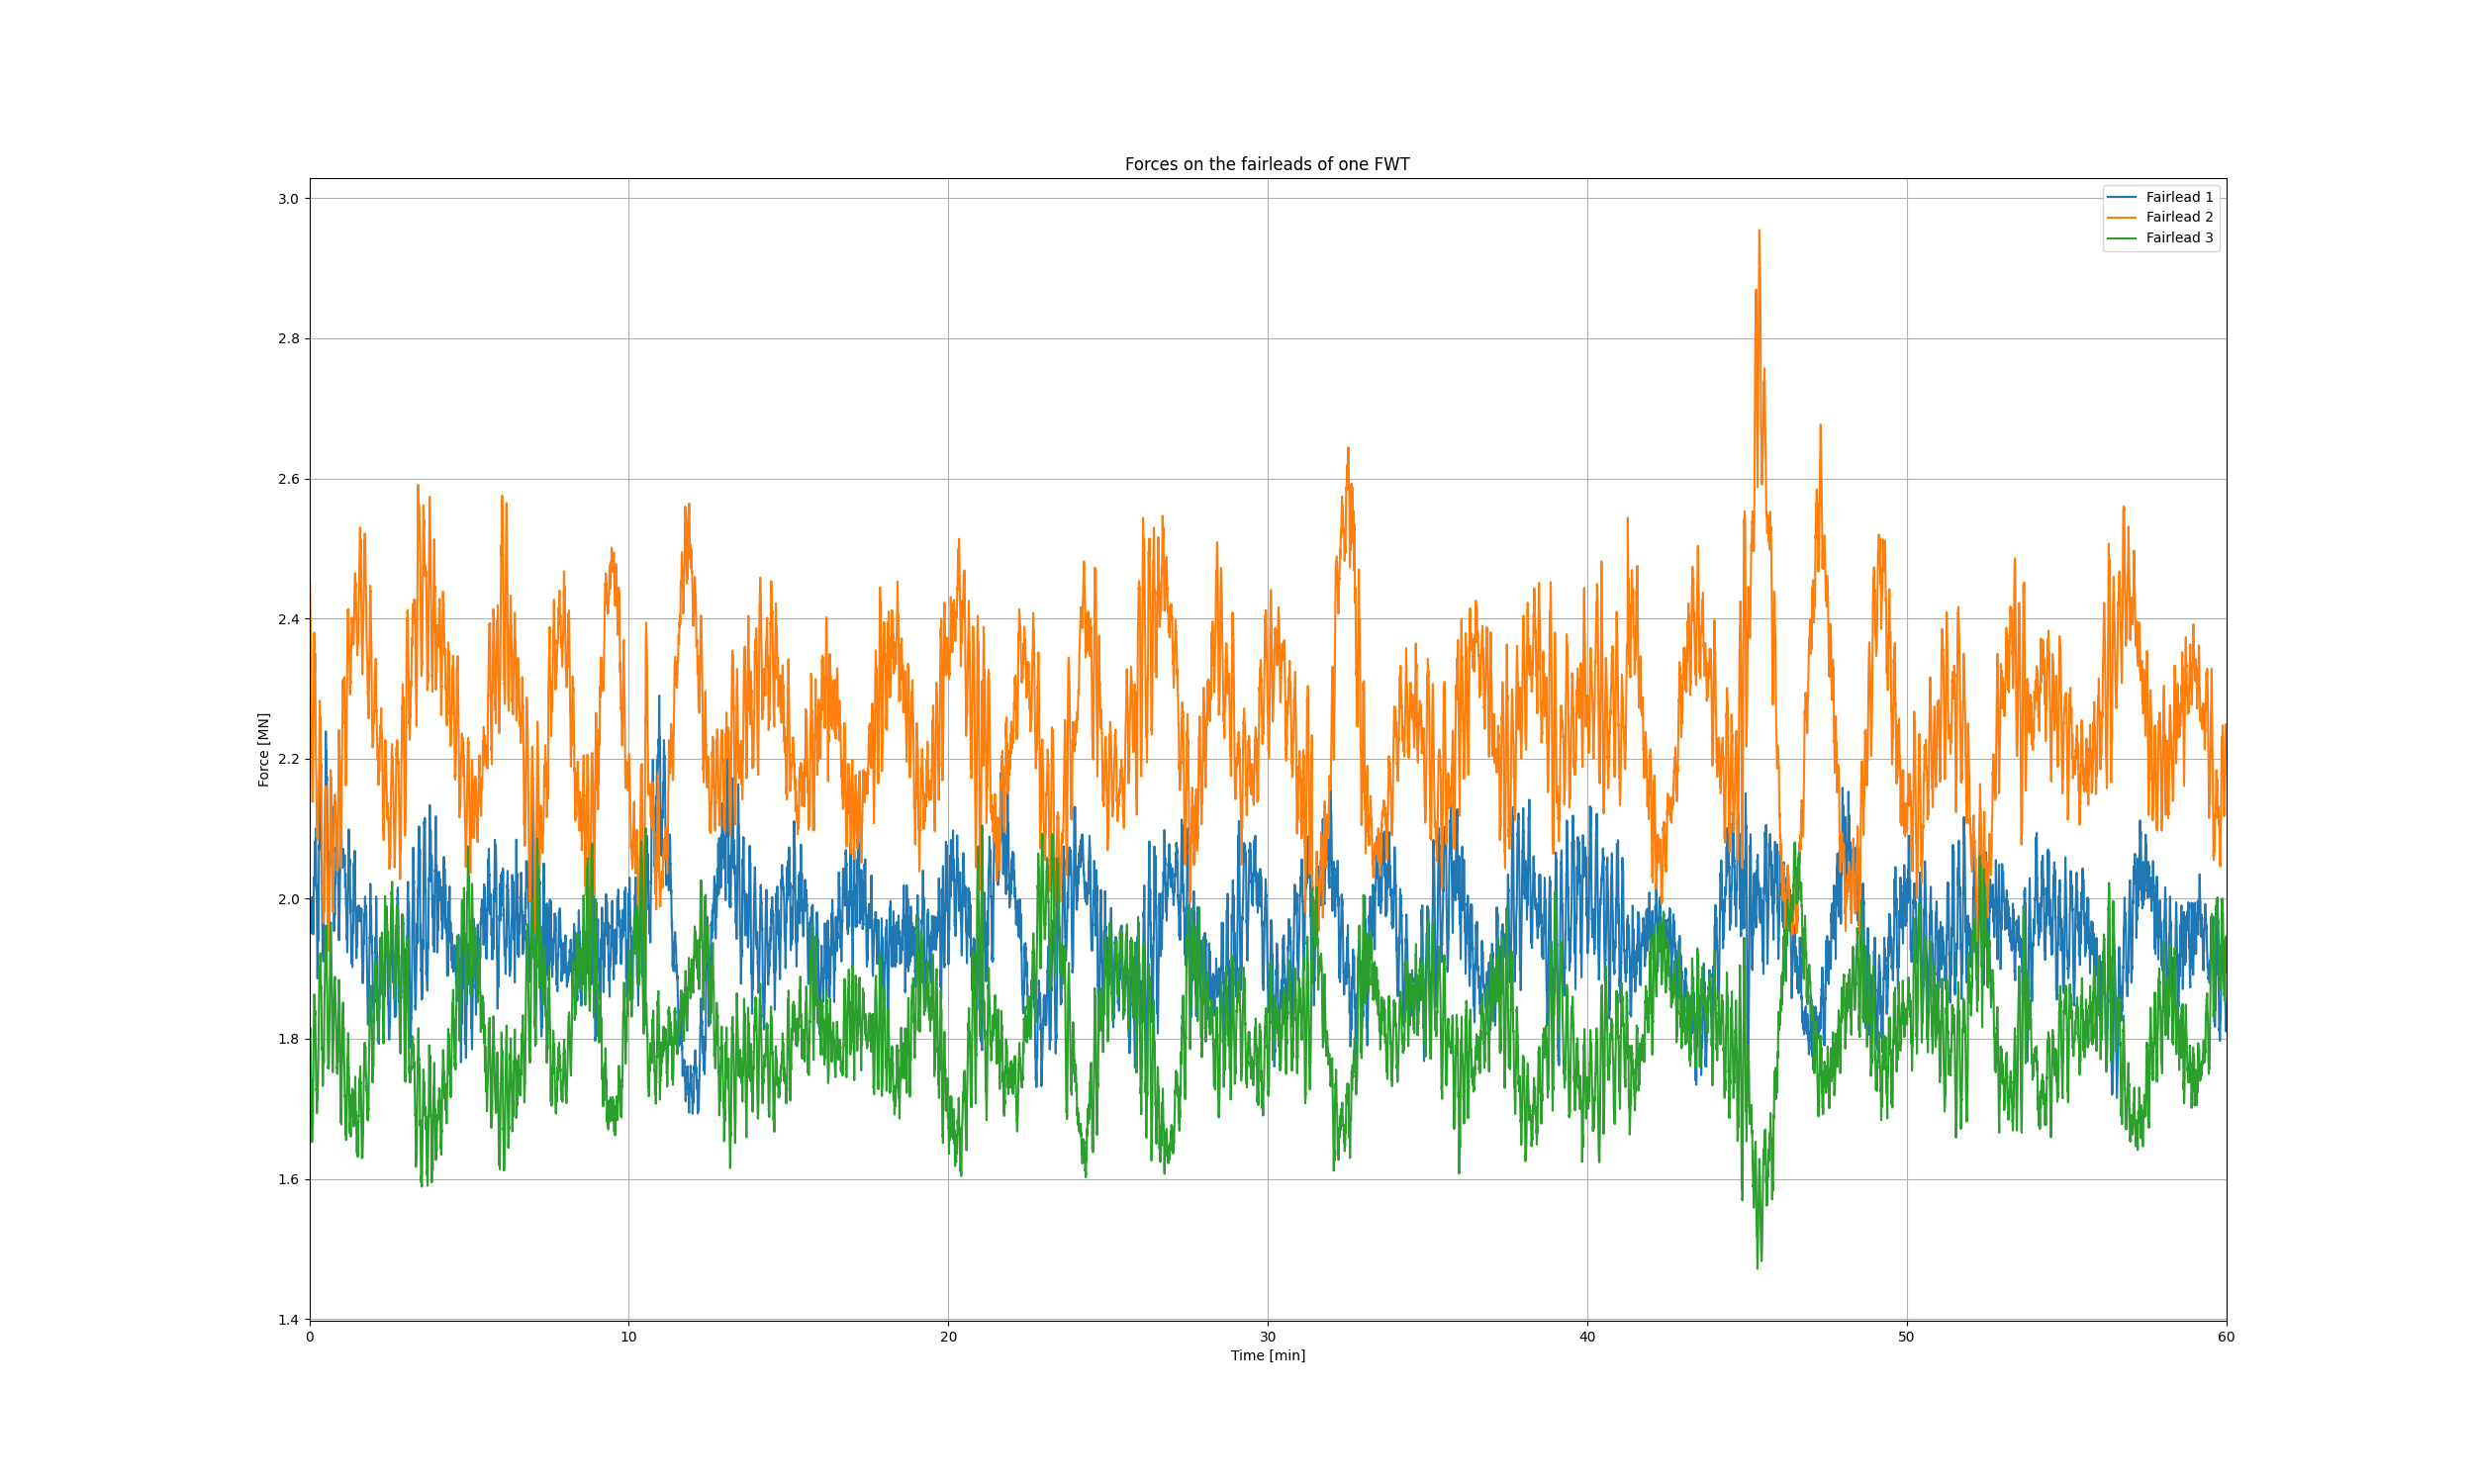 Forces on the fairleads of one FWT
Fairlead 1
Fairlead 2
Fairlead 3
Force [MN]
3.0
2.8
2.6
2.4
2.2
2.0
1.8
1.6
1.4
0 10 20 30 40 50 60
Time [min]